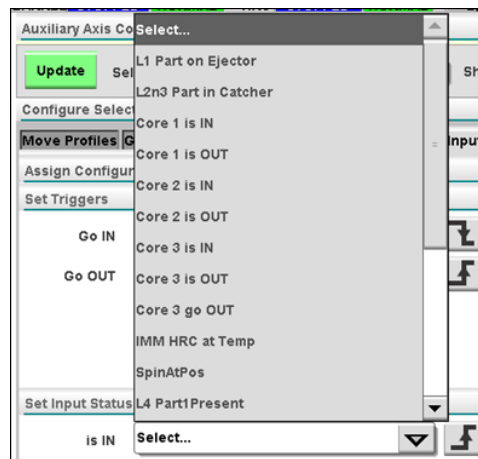 Auxiliary Axis Co
Select...
Update
Sel
Sh
L1 Part on Ejector
L2n3 Part in Catcher
Configure Select
Core 1 is IN
Move Profiles
G
Inpu
Core 1 is OUT
Assign Configur
Core 2 is IN
Set Triggers
Core 2 is OUT
Go IN
Core 3 is IN
Go OUT
Core 3 is OUT
Core 3 go OUT
IMM HRC at Temp
SpinAtPos
Set Input Status
L4 Part1Present
is IN
Select...